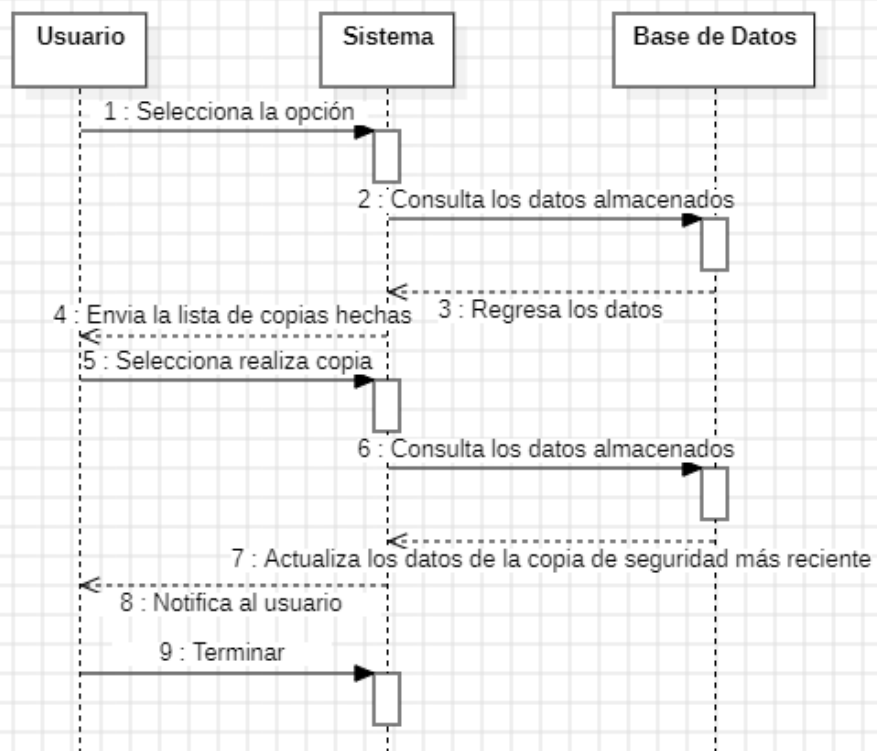 Usuario
Sistema
Base de Datos
1 : Selecciona la opción
2 : Consulta los datos almacenados
3 : Regresa los datos
4 : Envia la lista de copias hechas
5 : Selecciona realiza copia
6 : Consulta los datos almacenados
7 : Actualiza los datos de la copia de seguridad más reciente
8 : Notifica al usuario
9 : Terminar